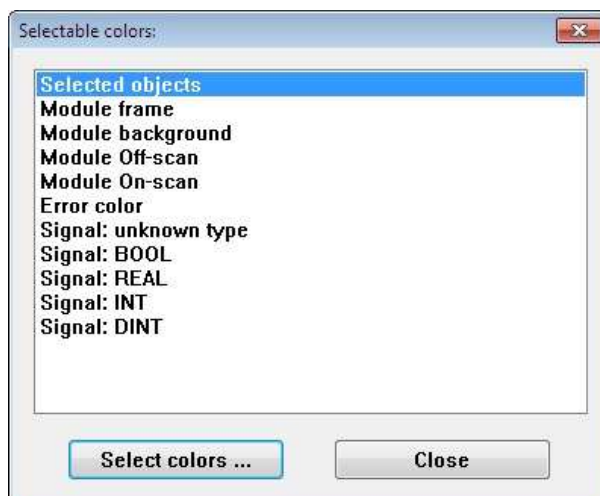 Selectable colors:
Selected objects
Module frame
Module background
Module Off-scan
Module On-scan
Error color
Signal: unknown type
Signal: BOOL
Signal: REAL
Signal: INT
Signal: DINT
Select colors ...
Close